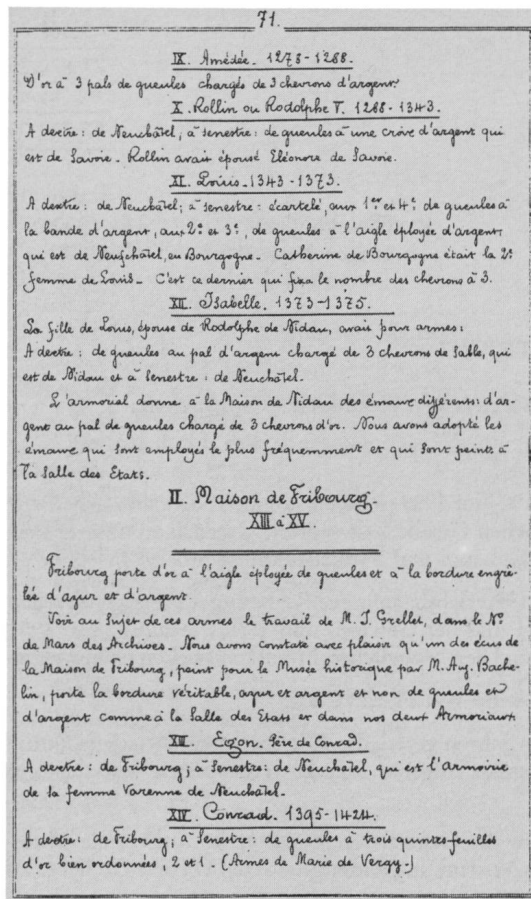 71.
IX. Amédée. 1278-1288.
D'or à 3 pals de gueules chargés de 3 chevrons d'argent.
X. Rollin ou Rodolphe V. 1288-1343.
A dextre: de Neuchâtel, à senestre: de gueules à une croix d'argent qui
est de Savoie. Rollin avait épousé Eléonore de Savoie.
XI. Louis. 1343-1373.
A dextre: de Neuchâtel; à senestre: écartelé, aux 1er et 4e, de gueules à
la bande d'argent, aux 2e et 3e, de gueules à l'aigle éployée d'argent,
qui est de Neufchâtel, en Bourgogne. Catherine de Bourgogne était la 2e
femme de Louis. C'est ce dernier qui fixa le nombre des chevrons à 3.
XII. Isabelle. 1373-1375.
La fille de Louis, épouse de Rodolphe de Nidau, avait pour armes:
A dextre: de gueules au pal d'argent chargé de 3 chevrons de sable, qui
est de Nidau et à senestre: de Neuchâtel.
L'armorial donne à la Maison de Nidau des émaux différents: d'ar-
gent au pal de gueules chargé de 3 chevrons d'or. Nous avons adopté les
émaux qui sont employés le plus fréquemment et qui sont peints à
la Salle des Etats.
II. Maison de Fribourg.
XIII à XV.
Fribourg porte d'or à l'aigle éployée de gueules et à la bordure engrê-
lée d'azur et d'argent.
Voir au sujet de ces armes le travail de M. J. Grellet, dans le No
de Mars des Archives. Nous avons constaté avec plaisir qu'un des écus de
la Maison de Fribourg, peint pour le Musée historique par M. Aug. Bache-
lin, porte la bordure véritable, azur et argent et non de gueules et
d'argent comme à la Salle des Etats et dans nos deux Armoriaux.
XIII. Egon. Père de Conrad.
A dextre: de Fribourg; à senestre: de Neuchâtel, qui est l'armoirie
de sa femme Varenne de Neuchâtel.
XIV. Conrad. 1395-1424.
A dextre: de Fribourg; à senestre: de gueules à trois quintes-feuilles
d'or bien ordonnées, 2 et 1. (Armes de Marie de Vergy.)